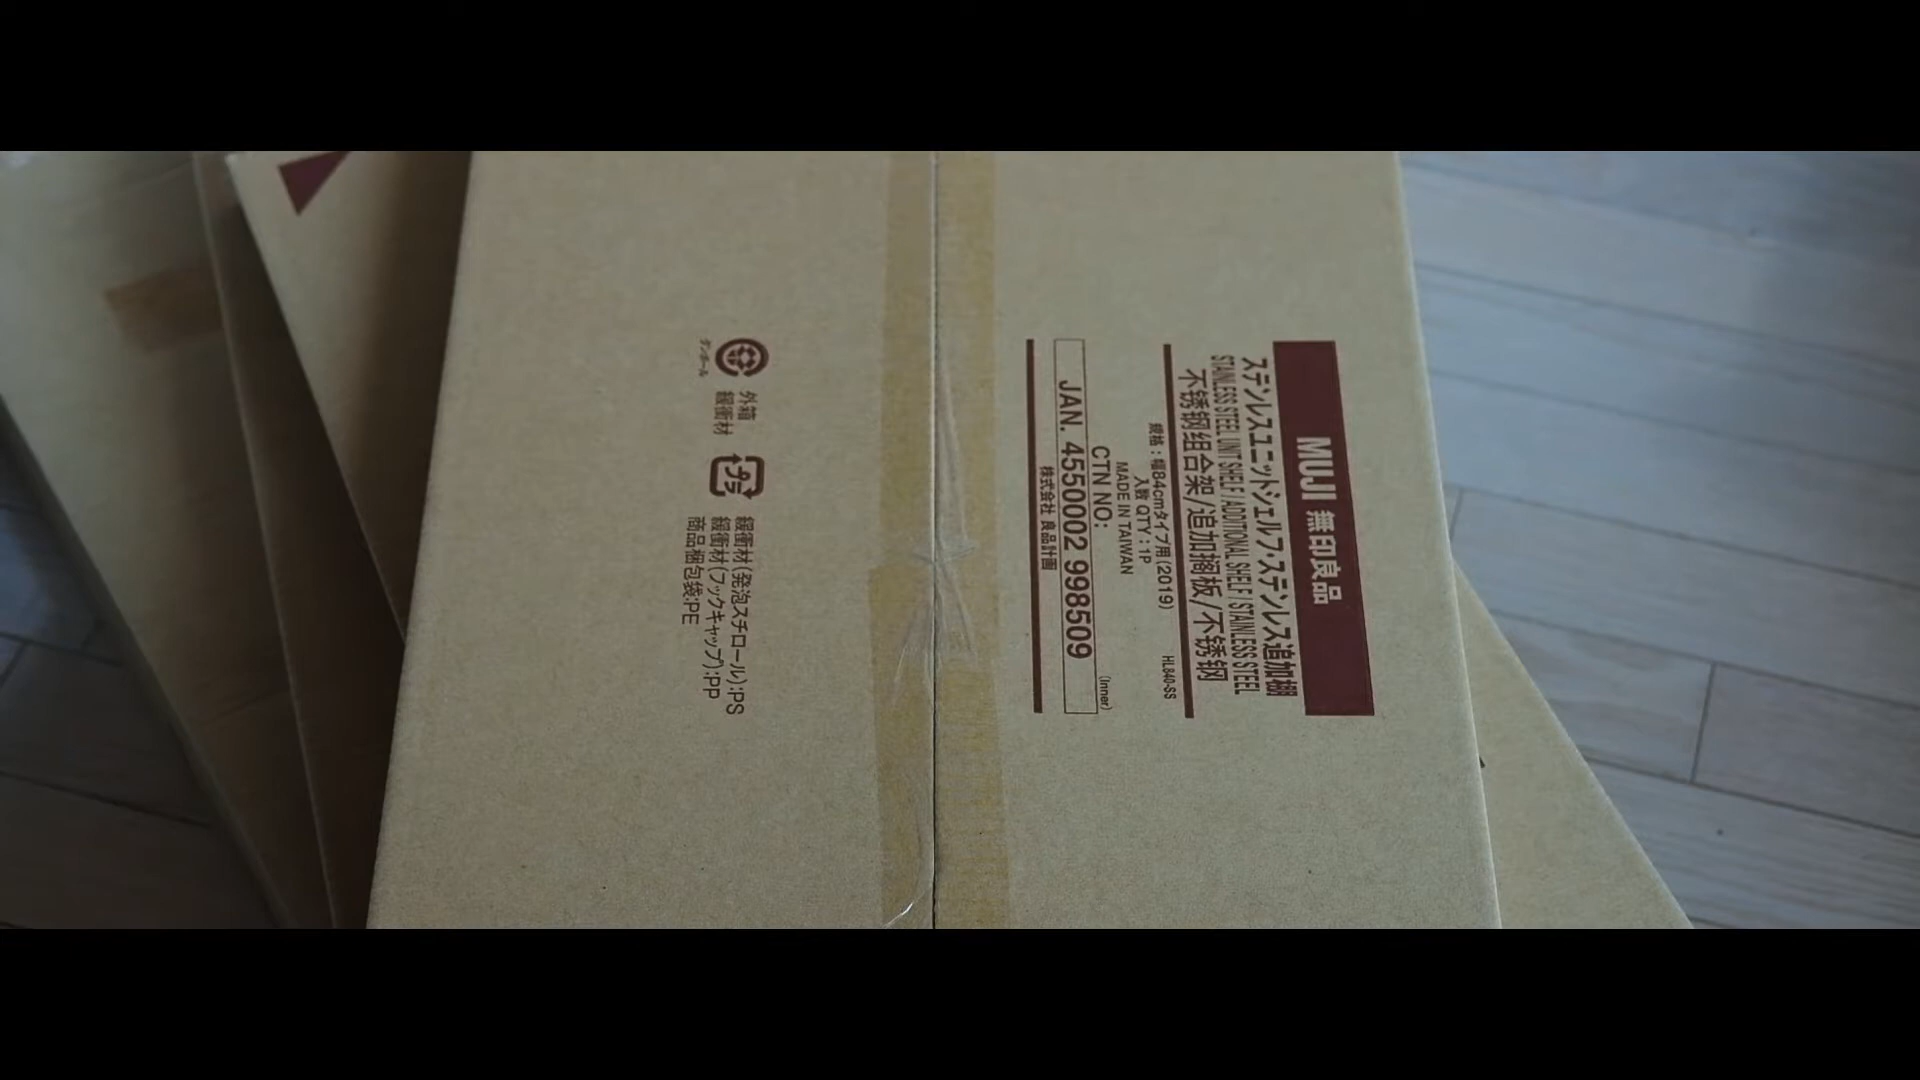 MUJI 無印良品
ステンレスユニットシェルフ・ステンレス追加棚
STAINLESS STEEL UNIT SHELF / ADDITIONAL SHELF / STAINLESS STEEL
不锈钢组合架/追加搁板/不锈钢
規格:幅84cmタイプ用(2019) HL840-SS
入数 QTY:1P
MADE IN TAIWAN
CTN NO:
(Inner)
JAN. 4550002 998509
株式会社 良品計画
ダンボール
外箱
緩衝材
プラ
緩衝材(発泡スチロール):PS
緩衝材(フックキャップ):PP
商品梱包袋:PE